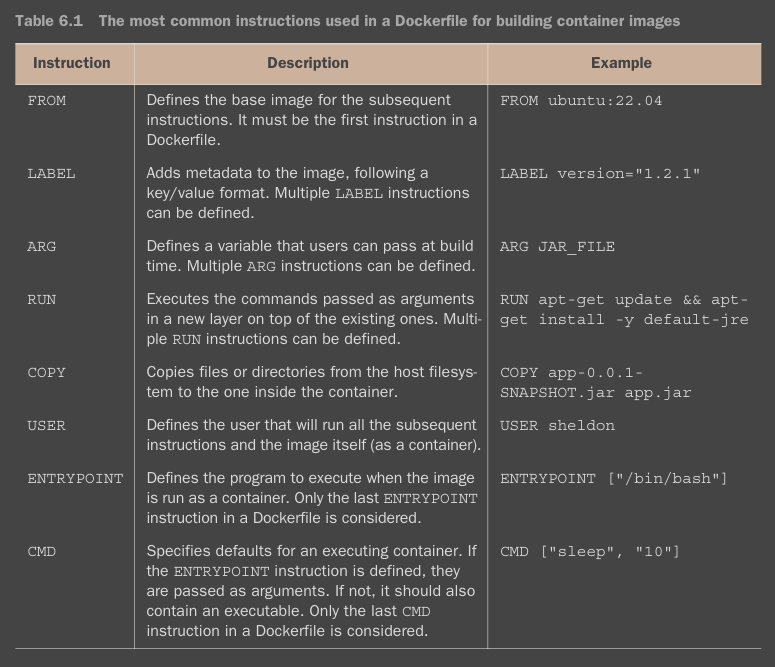 Table 6.1 The most common instructions used in a Dockerfile for building container images
Instruction Description Example
FROM Defines the base image for the subsequent FROM ubuntu:22.04
instructions. It must be the first instruction in a
Dockerfile.
LABEL Adds metadata to the image, following a LABEL version="1.2.1"
key/value format. Multiple LABEL instructions
can be defined.
ARG Defines a variable that users can pass at build ARG JAR_FILE
time. Multiple ARG instructions can be defined.
RUN Executes the commands passed as arguments RUN apt-get update && apt-
in a new layer on top of the existing ones. Multi- get install -y default-jre
ple RUN instructions can be defined.
COPY Copies files or directories from the host filesys- COPY app-0.0.1-
tem to the one inside the container. SNAPSHOT.jar app.jar
USER Defines the user that will run all the subsequent USER sheldon
instructions and the image itself (as a container).
ENTRYPOINT Defines the program to execute when the image ENTRYPOINT ["/bin/bash"]
is run as a container. Only the last ENTRYPOINT
instruction in a Dockerfile is considered.
CMD Specifies defaults for an executing container. If CMD ["sleep", "10"]
the ENTRYPOINT instruction is defined, they
are passed as arguments. If not, it should also
contain an executable. Only the last CMD
instruction in a Dockerfile is considered.